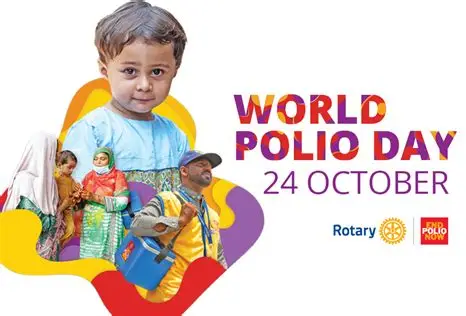 WORLD
POLIO DAY
24 OCTOBER
Rotary
END
POLIO
NOW